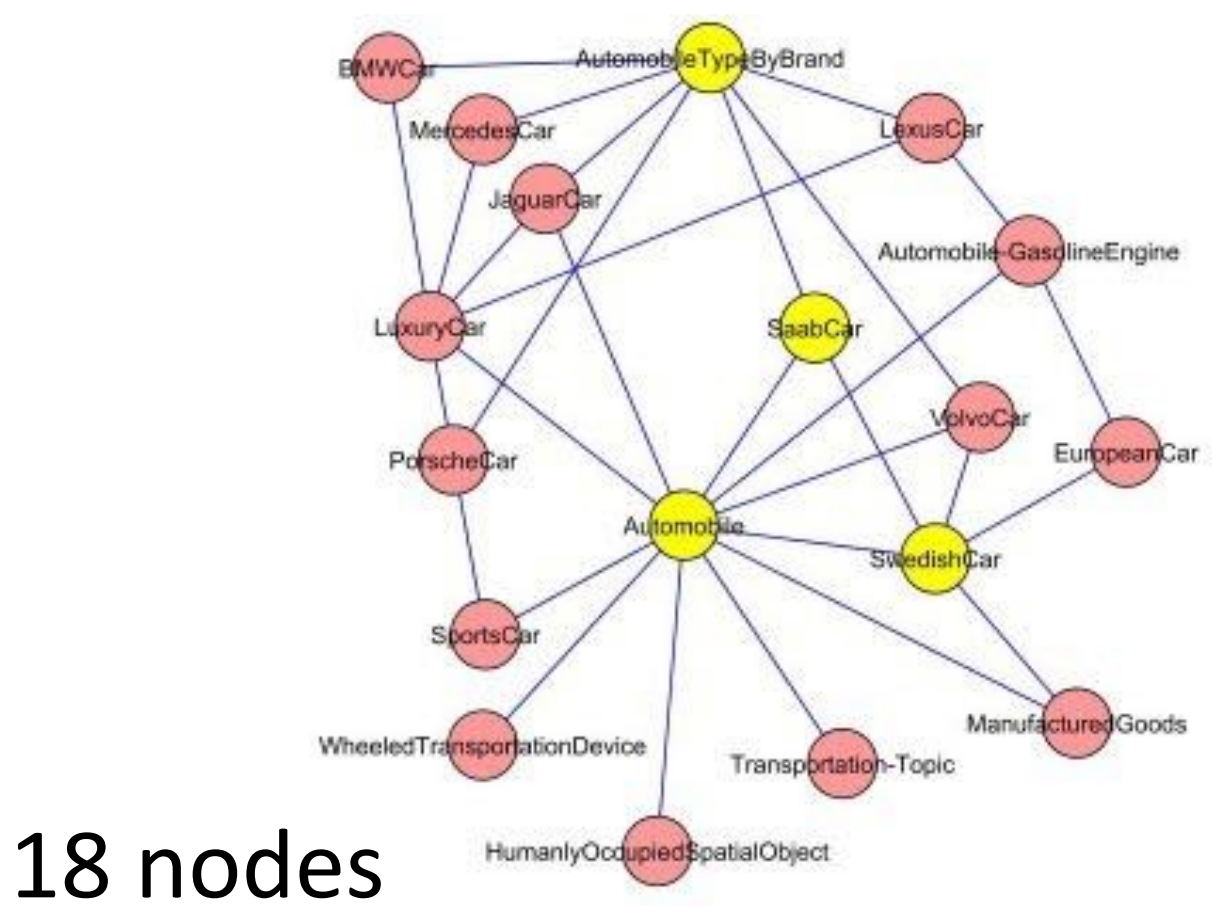 AutomobileTypeByBrand
BMWCar
MercedesCar
LexusCar
JaguarCar
Automobile-GasolineEngine
LuxuryCar
SaabCar
VolvoCar
EuropeanCar
PorscheCar
Automobile
SwedishCar
SportsCar
ManufacturedGoods
WheeledTransportationDevice
Transportation-Topic
HumanlyOccupiedSpatialObject
18 nodes